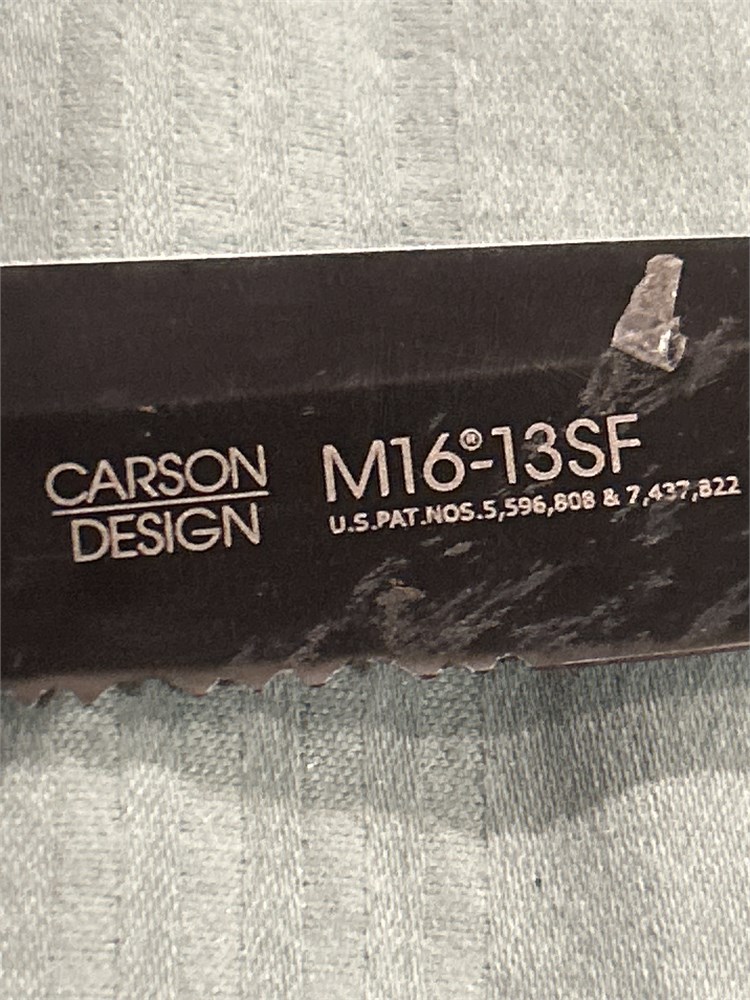 CARSON
DESIGN
M16®-13SF
U.S.PAT.NOS.5,596,808 & 7,437,822